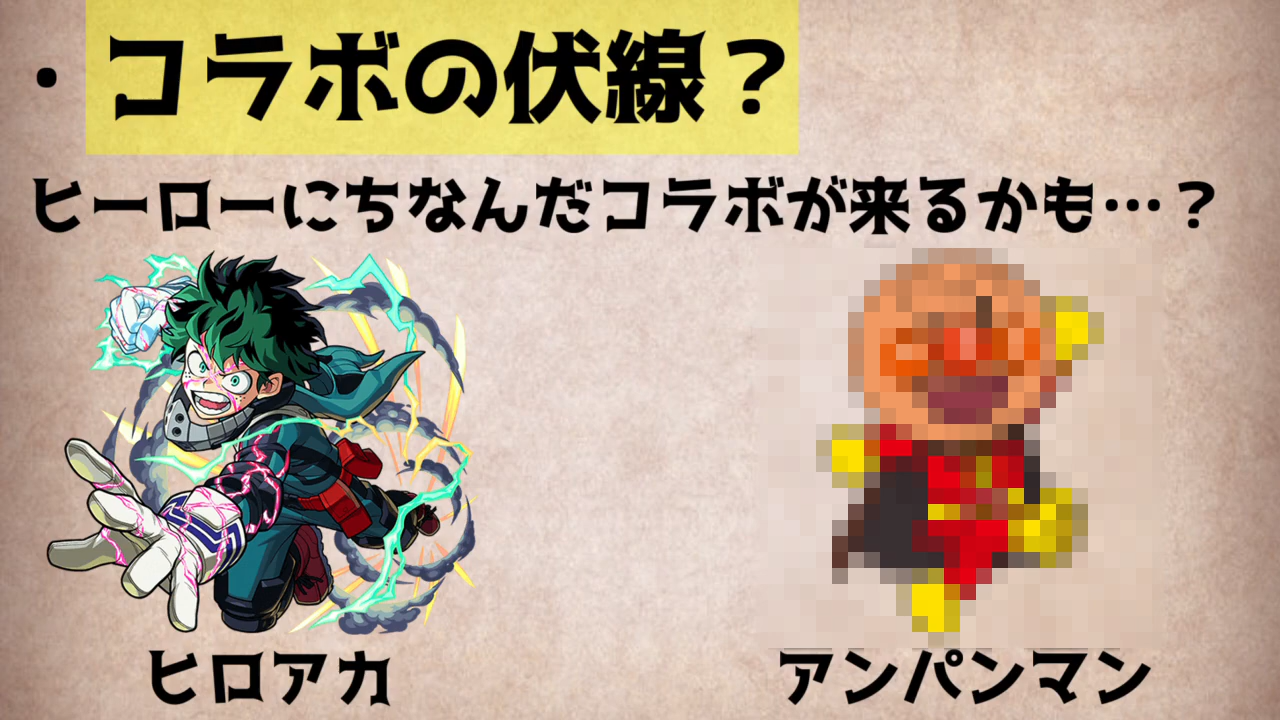 ・コラボの伏線？
ヒーローにちなんだコラボが来るかも…？
ヒロアカ
アンパンマン